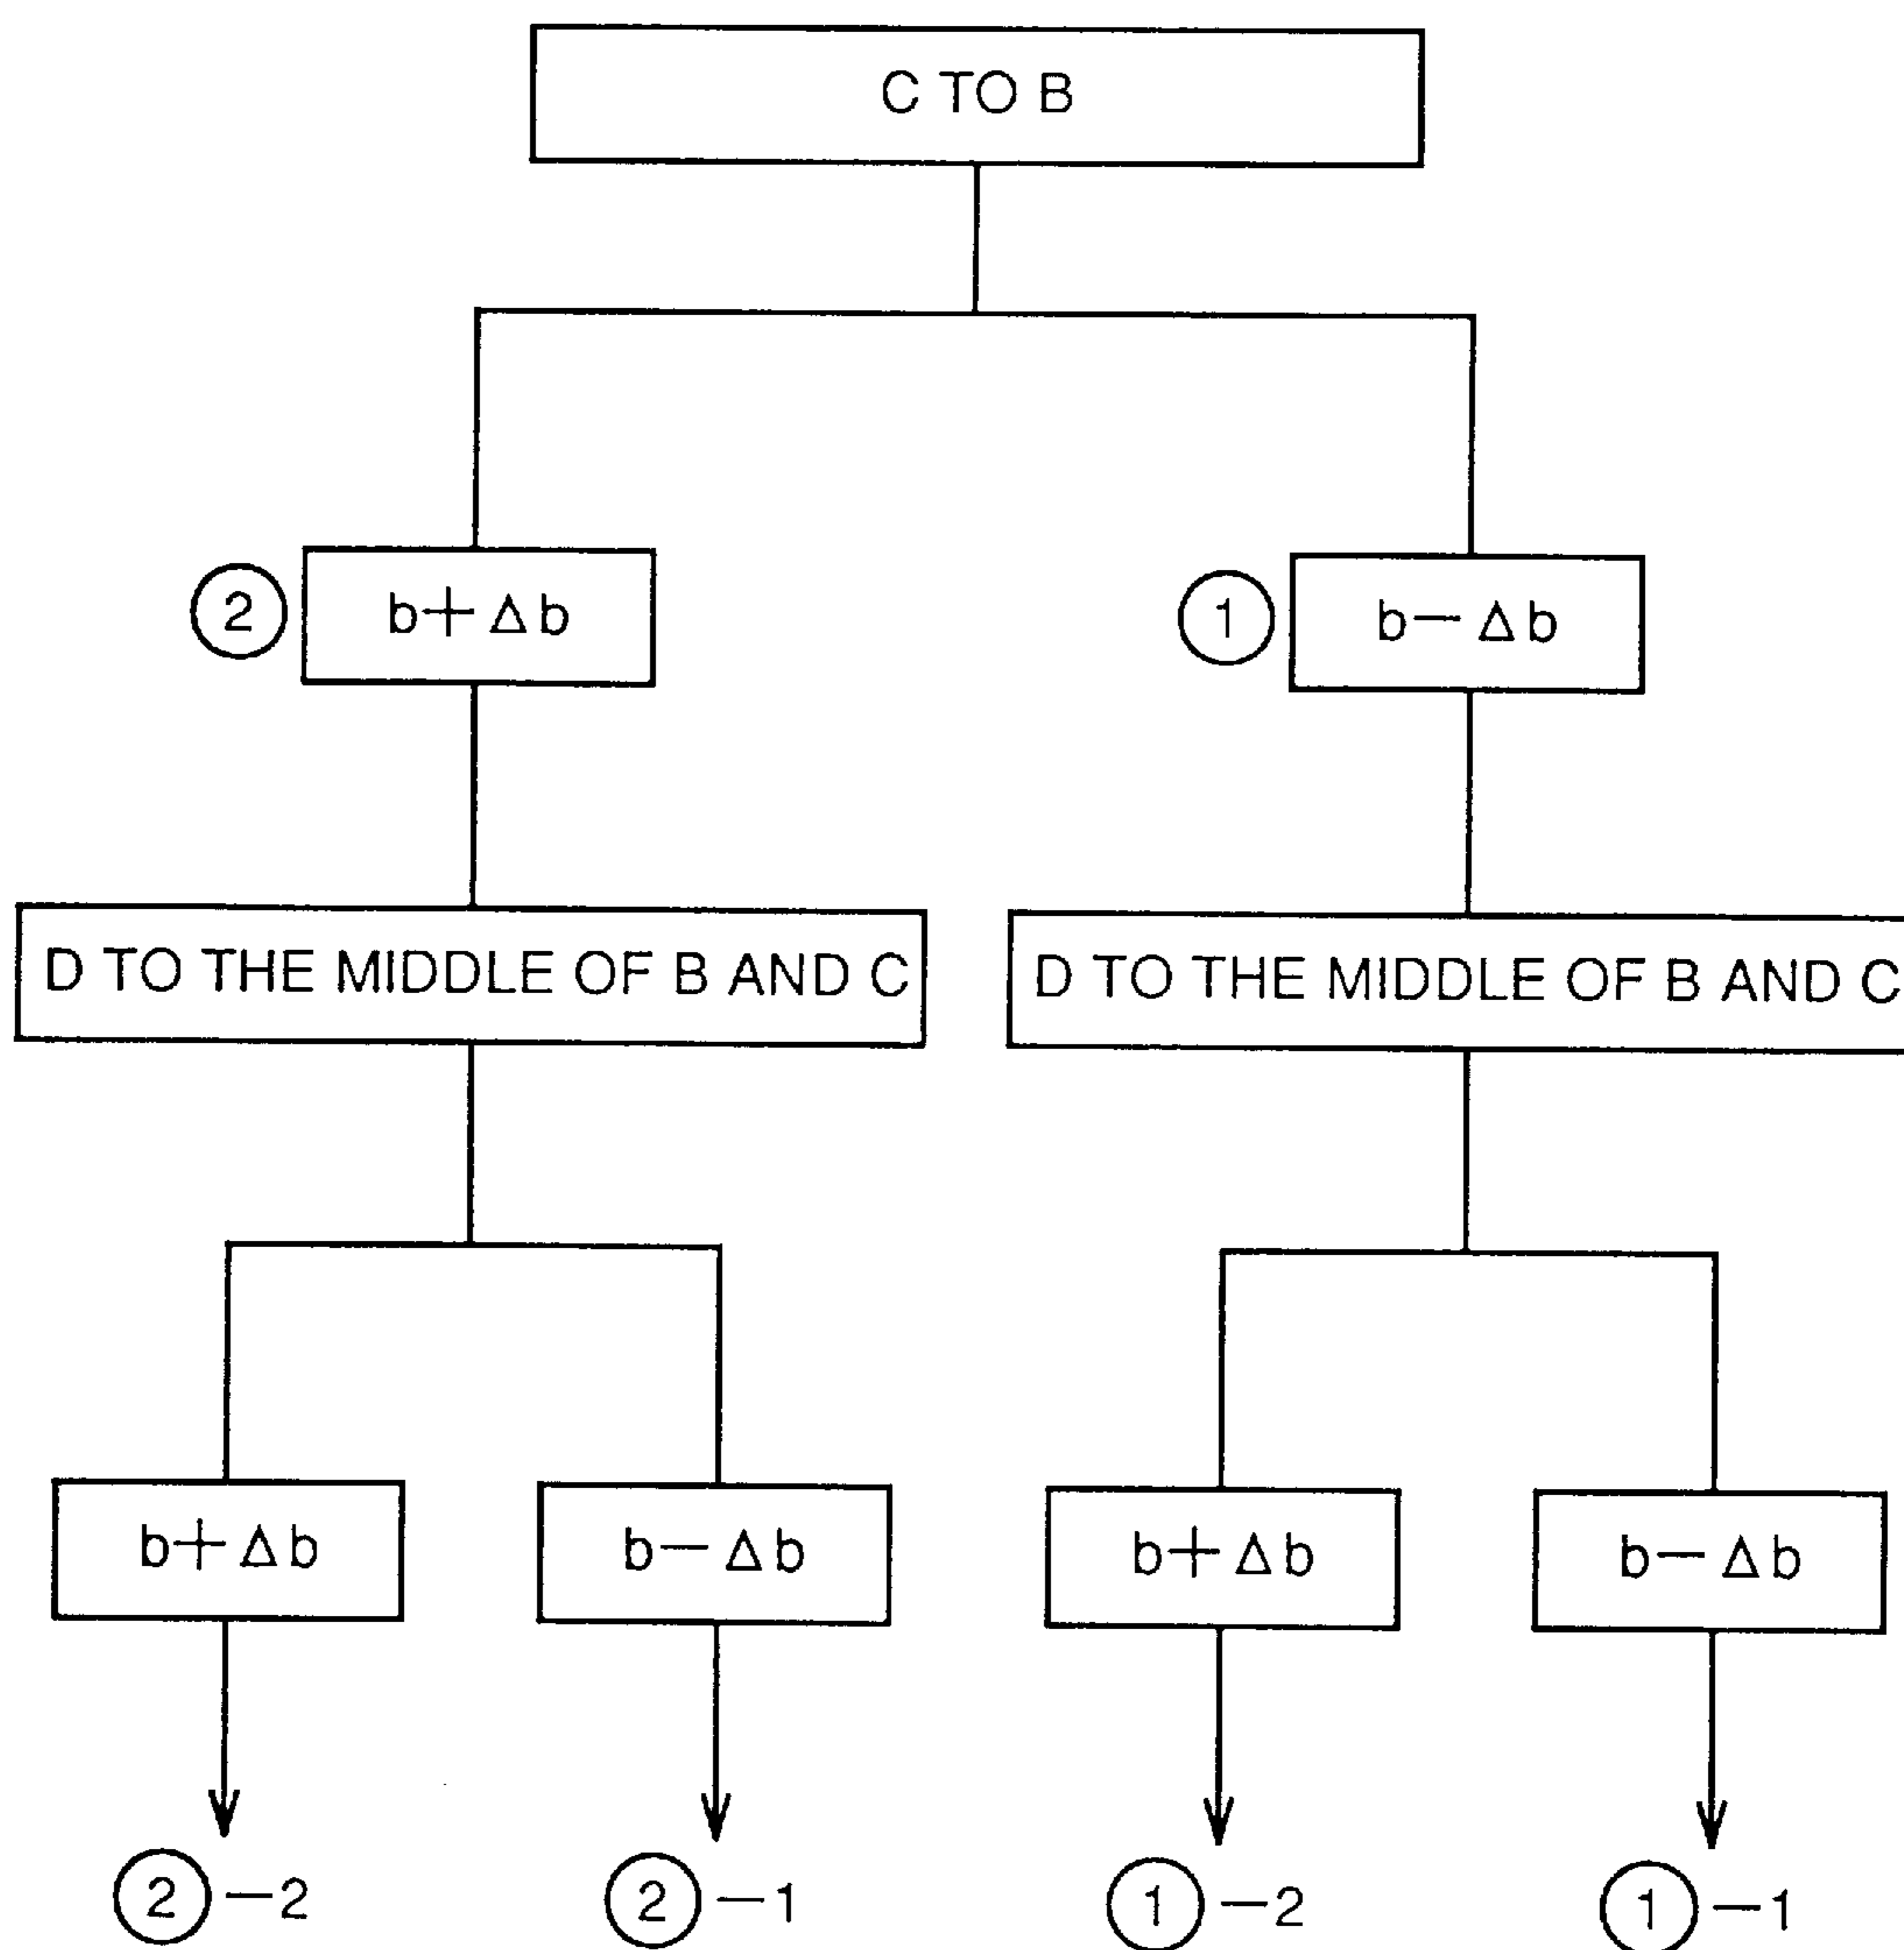 C TO B
② b+Δb ① b−Δb
D TO THE MIDDLE OF B AND C D TO THE MIDDLE OF B AND C
b+Δb b−Δb b+Δb b−Δb
②−2 ②−1 ①−2 ①−1